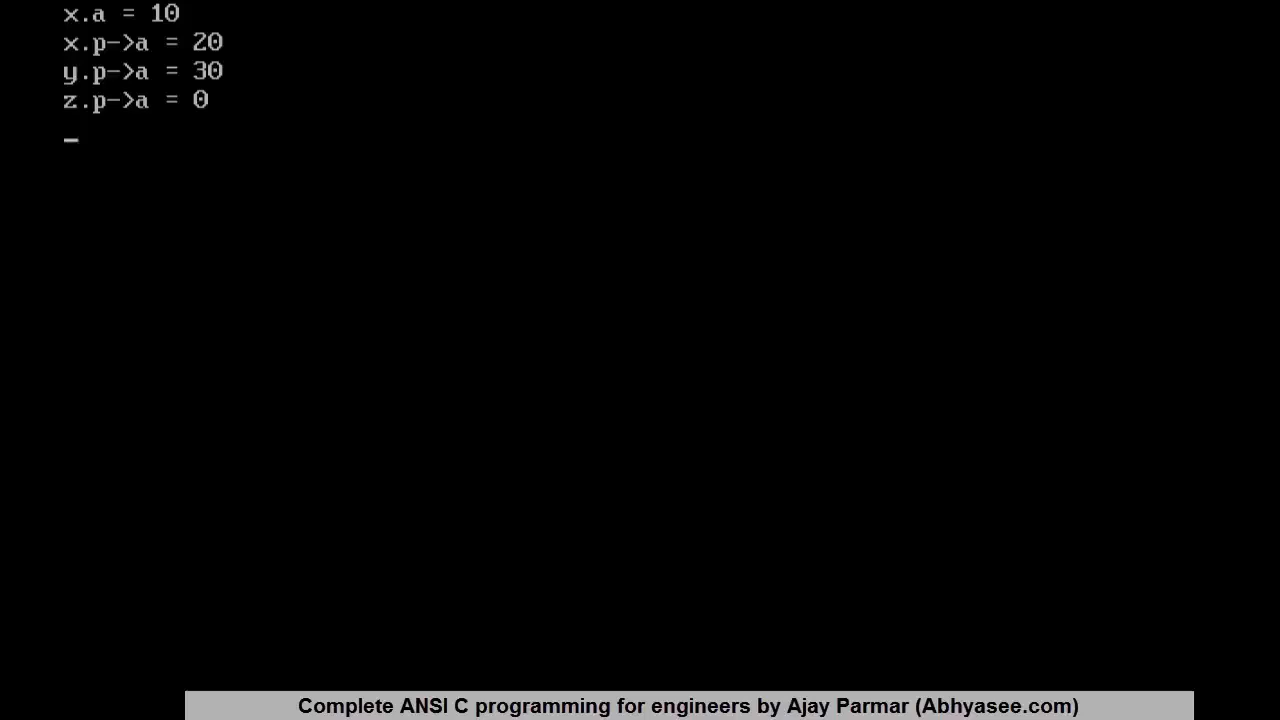 x.a = 10
x.p->a = 20
y.p->a = 30
z.p->a = 0
_
Complete ANSI C programming for engineers by Ajay Parmar (Abhyasee.com)